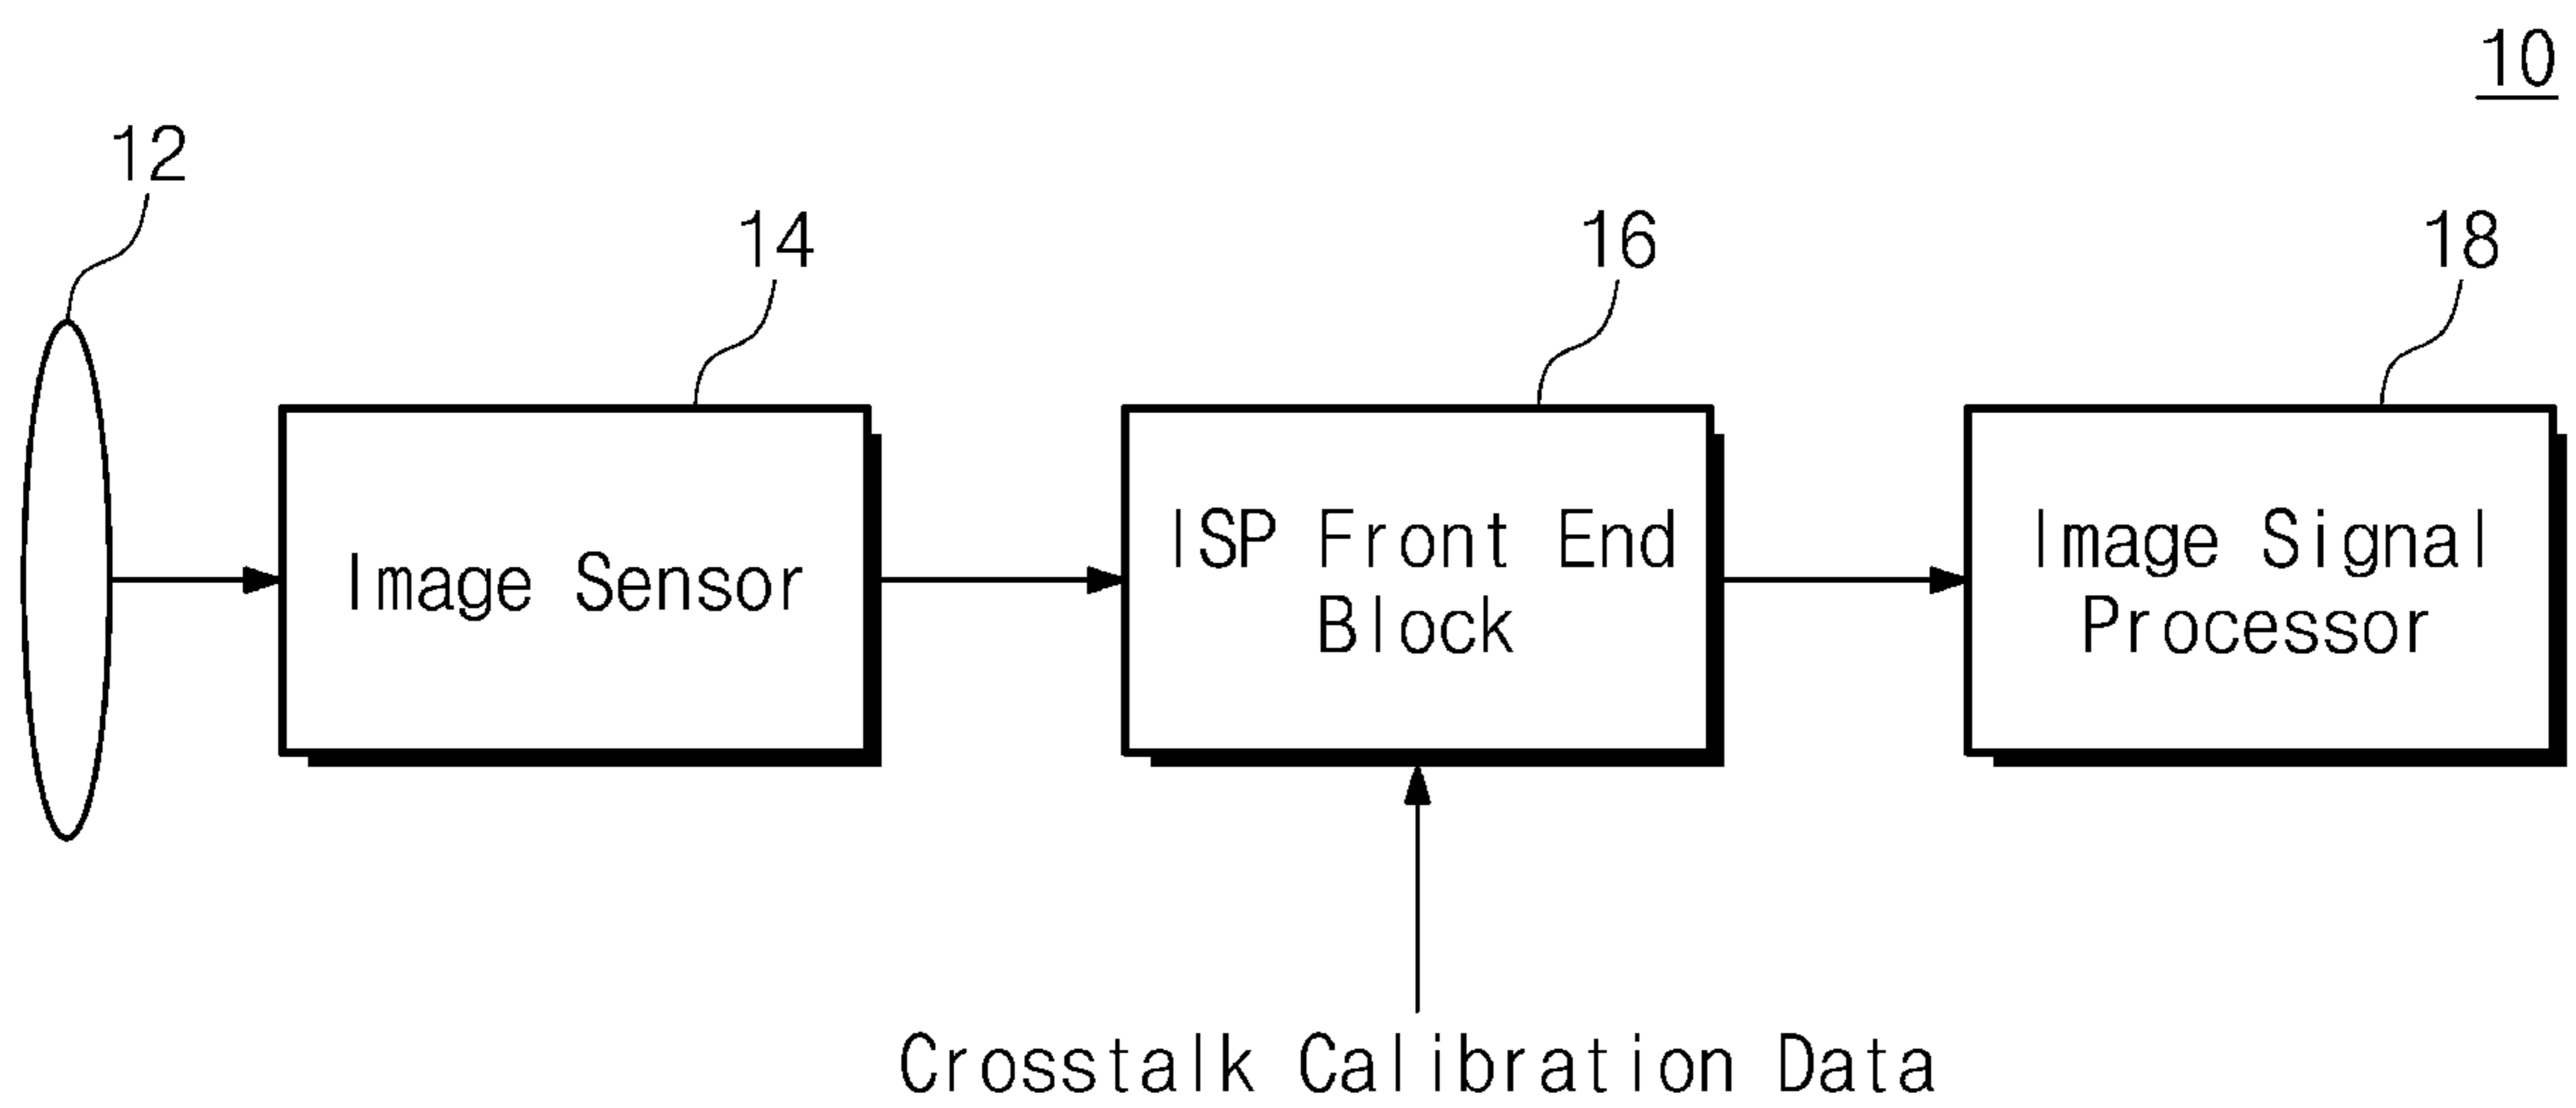 10
12
14
16
18
Image Sensor
ISP Front End
Block
Image Signal
Processor
Crosstalk Calibration Data